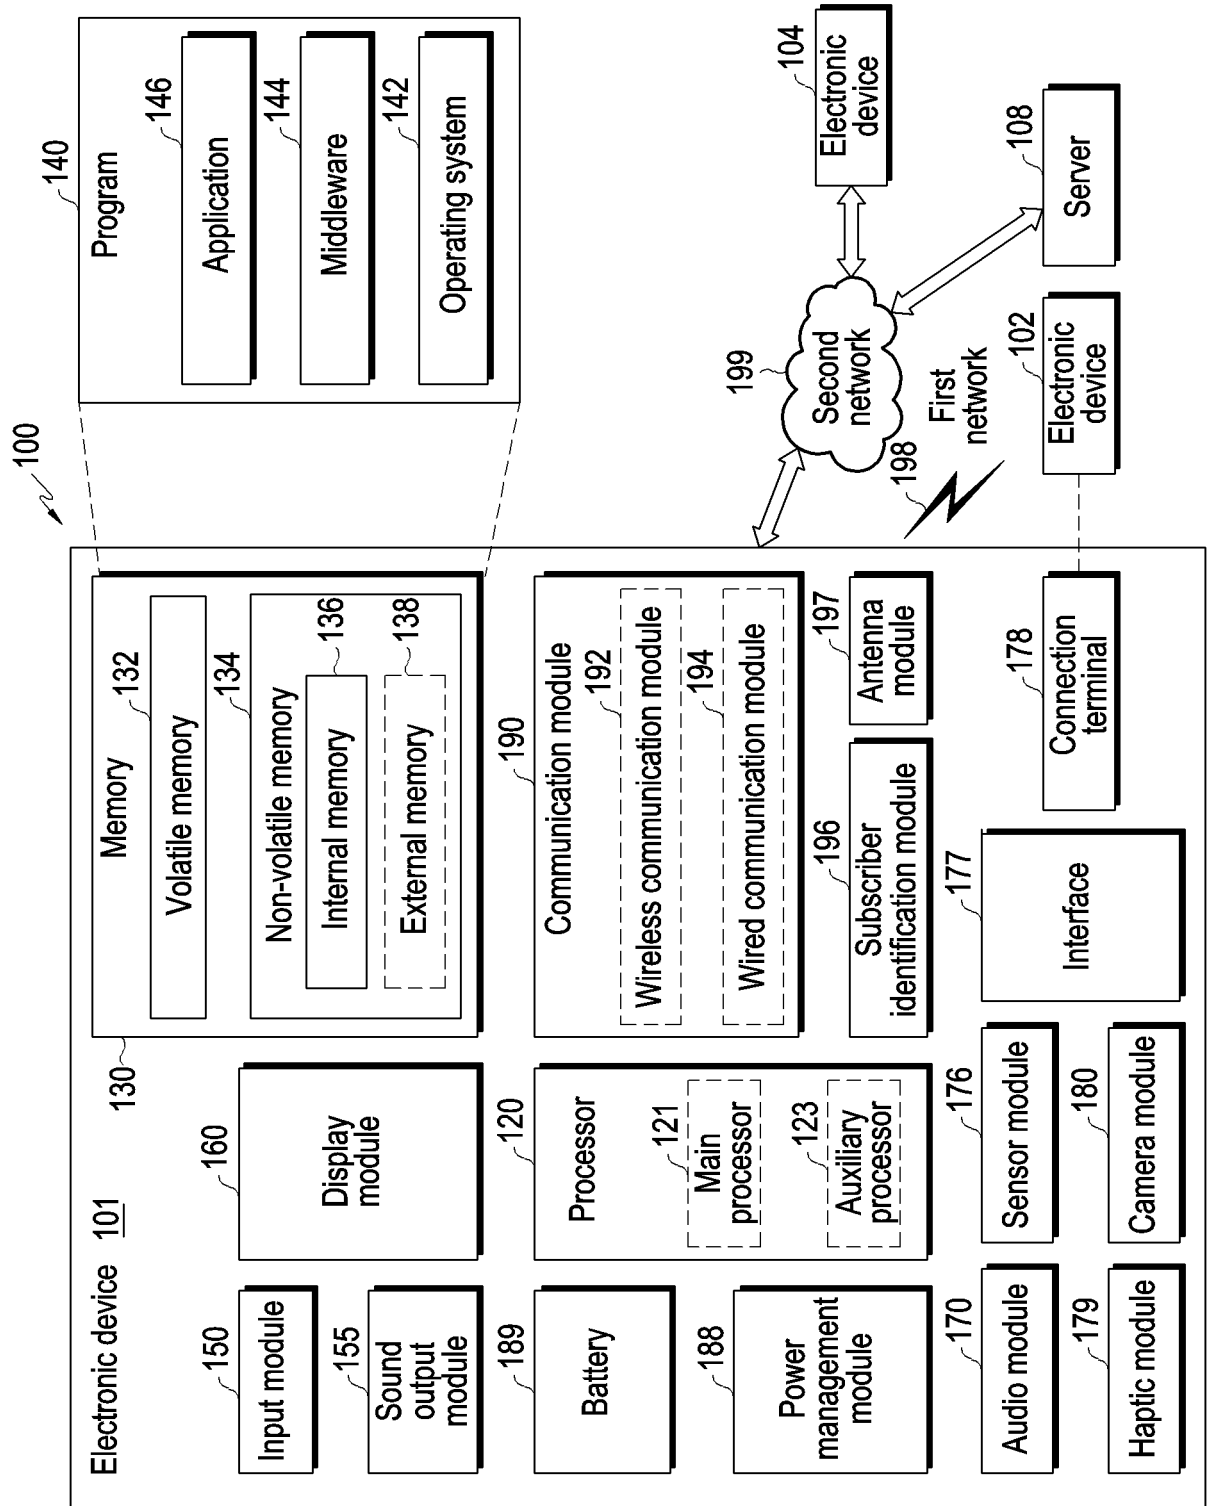 100
Electronic device 101
150
Input module
155
Sound
output
module
189
Battery
188
Power
management
module
170
Audio module
179
Haptic module
160
Display
module
120
Processor
121
Main
processor
123
Auxiliary
processor
176
Sensor module
180
Camera module
130
Memory
132
Volatile memory
134
Non-volatile memory
136
Internal memory
138
External memory
190
Communication module
192
Wireless communication module
194
Wired communication module
196
Subscriber
identification module
197
Antenna
module
177
Interface
178
Connection
terminal
140
Program
146
Application
144
Middleware
142
Operating system
199
Second
network
198
First
network
104
Electronic
device
108
Server
102
Electronic
device